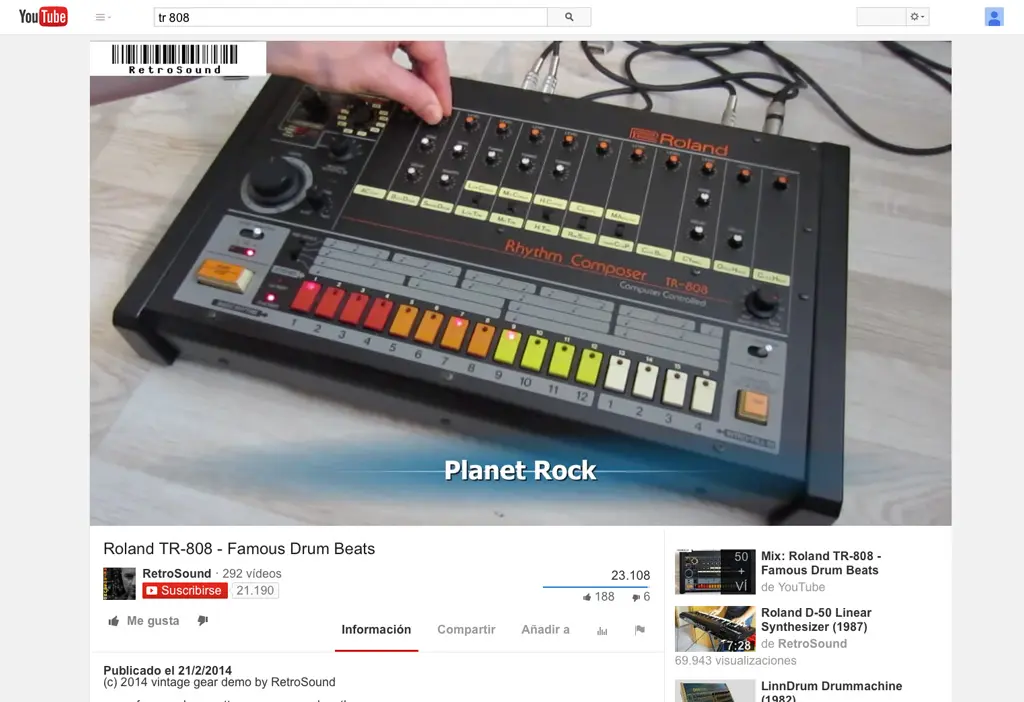 YouTube
tr 808
RetroSound
Roland
LEVEL
Rhythm Composer TR-808
Computer Controlled
1 2 3 4 5 6 7 8 9 10 11 12 13 14 15 16
1 2 3 4 5 6 7 8 9 10 11 12 1 2 3 4
Planet Rock
Roland TR-808 - Famous Drum Beats
RetroSound · 292 vídeos
Suscribirse 21.190
23.108
188 6
Me gusta
Información Compartir Añadir a
Publicado el 21/2/2014
(c) 2014 vintage gear demo by RetroSound
50
+
VÍ
Mix: Roland TR-808 -
Famous Drum Beats
de YouTube
7:28
Roland D-50 Linear
Synthesizer (1987)
de RetroSound
69.943 visualizaciones
LinnDrum Drummachine
(1982)